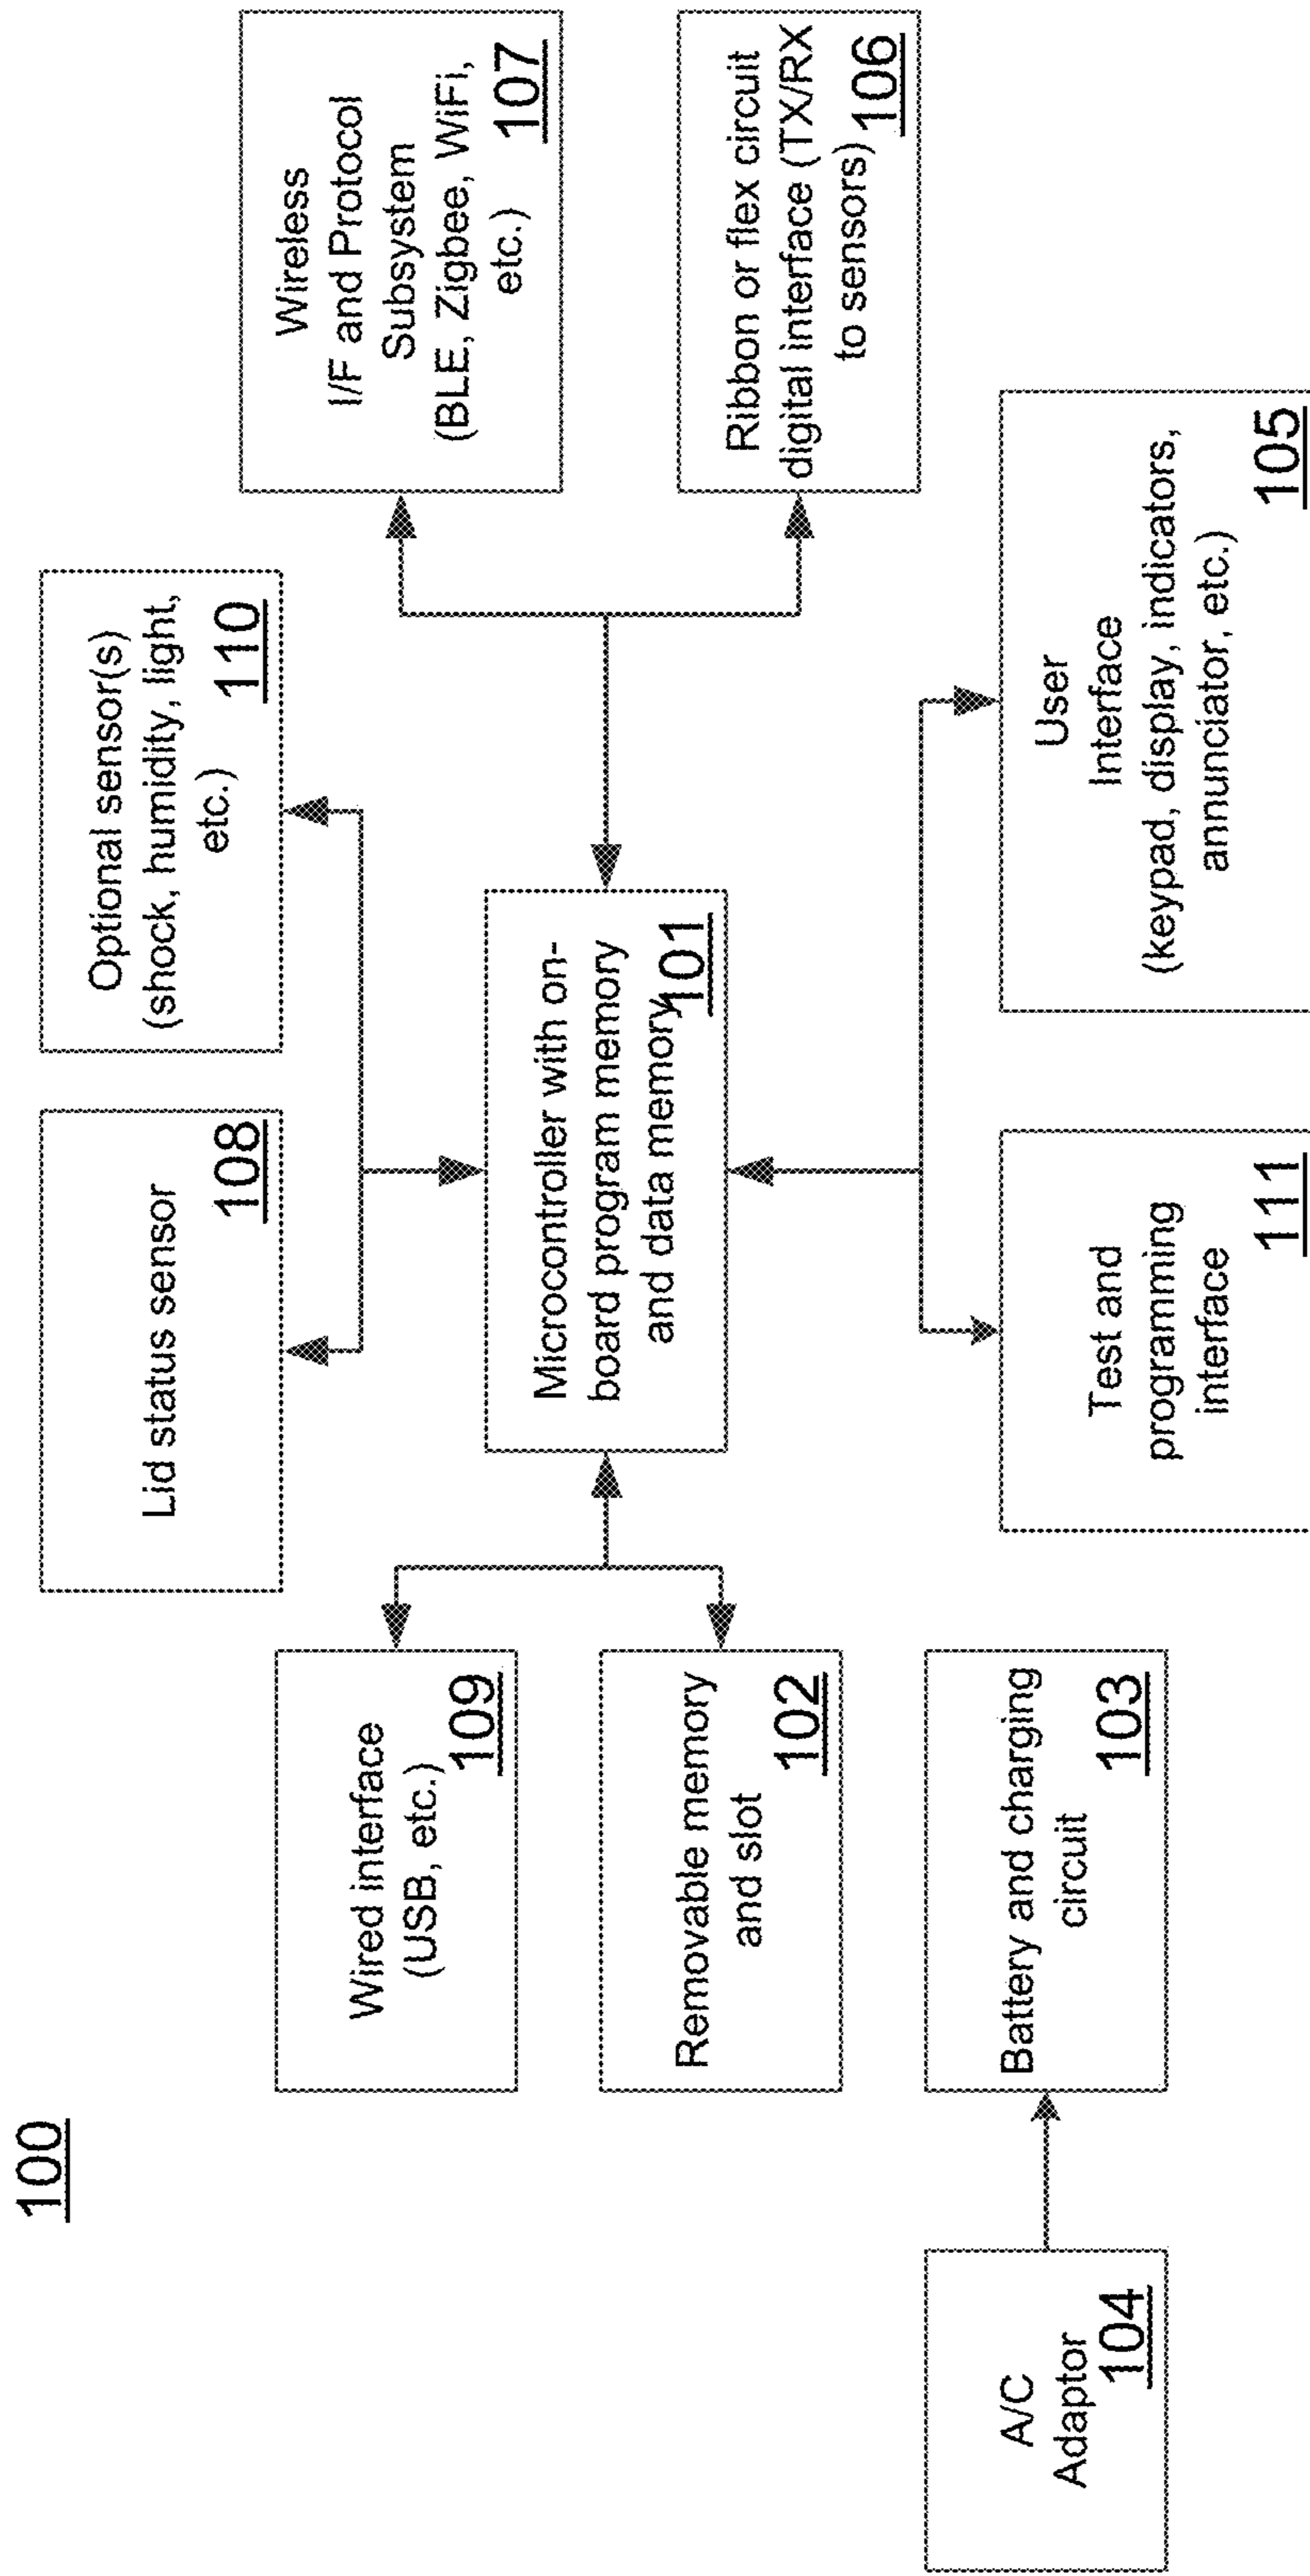 100
Lid status sensor
108
Optional sensor(s)
(shock, humidity, light,
etc.)
110
Wired interface
(USB, etc.)
109
Wireless
I/F and Protocol
Subsystem
(BLE, Zigbee, WiFi,
etc.)
107
Microcontroller with on-
board program memory
and data memory
101
Removable memory
and slot
102
Ribbon or flex circuit
digital interface (TX/RX
to sensors)
106
A/C
Adaptor
104
Battery and charging
circuit
103
Test and
programming
interface
111
User
Interface
(keypad, display, indicators,
annunciator, etc.)
105